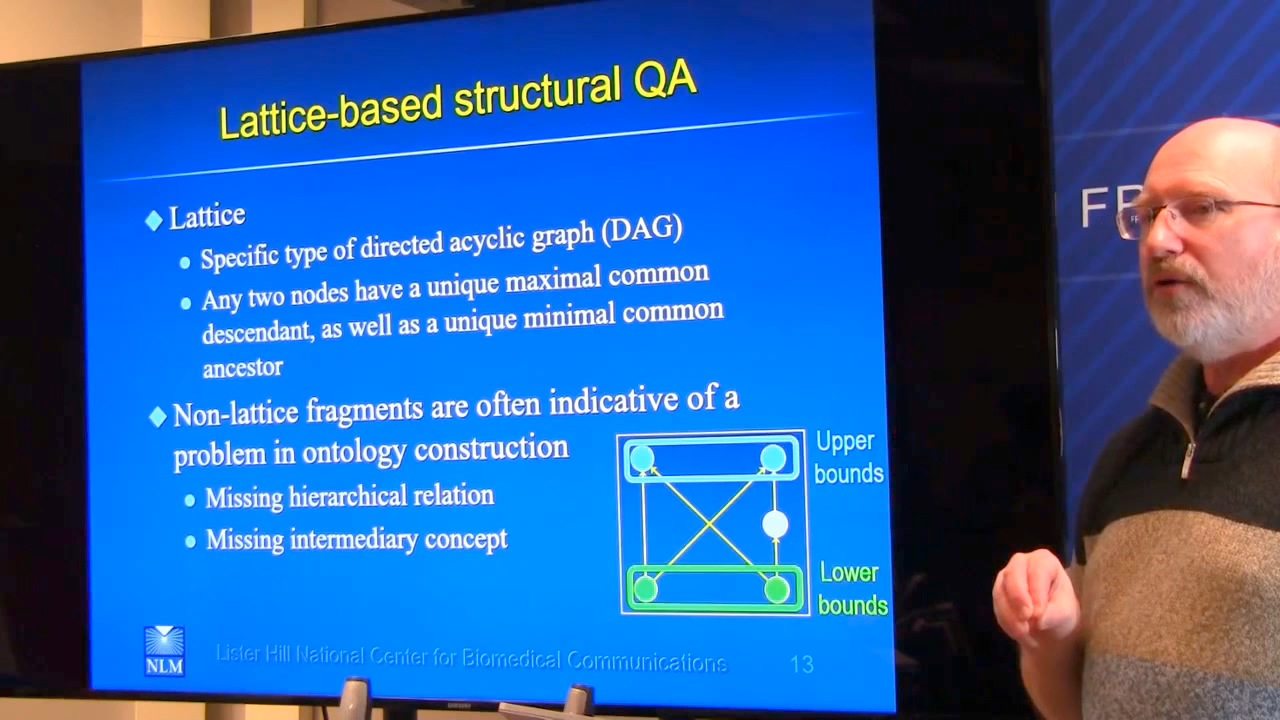 Lattice-based structural QA
Lattice
Specific type of directed acyclic graph (DAG)
Any two nodes have a unique maximal common
descendant, as well as a unique minimal common
ancestor
Non-lattice fragments are often indicative of a
problem in ontology construction
Missing hierarchical relation
Missing intermediary concept
Upper
bounds
Lower
bounds
NLM
Lister Hill National Center for Biomedical Communications
13
SAMSUNG